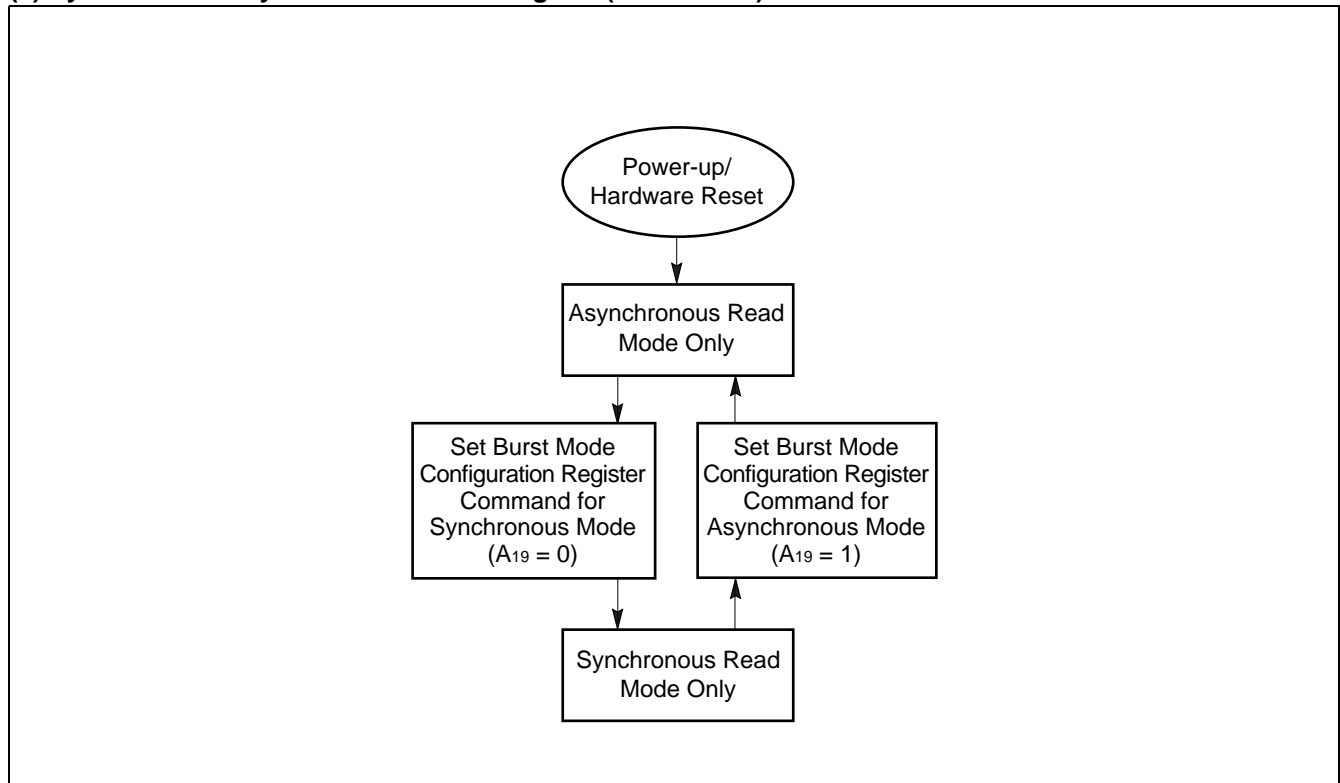 Power-up/
Hardware Reset
Asynchronous Read
Mode Only
Set Burst Mode
Configuration Register
Command for
Synchronous Mode
(A19 = 0)
Set Burst Mode
Configuration Register
Command for
Asynchronous Mode
(A19 = 1)
Synchronous Read
Mode Only